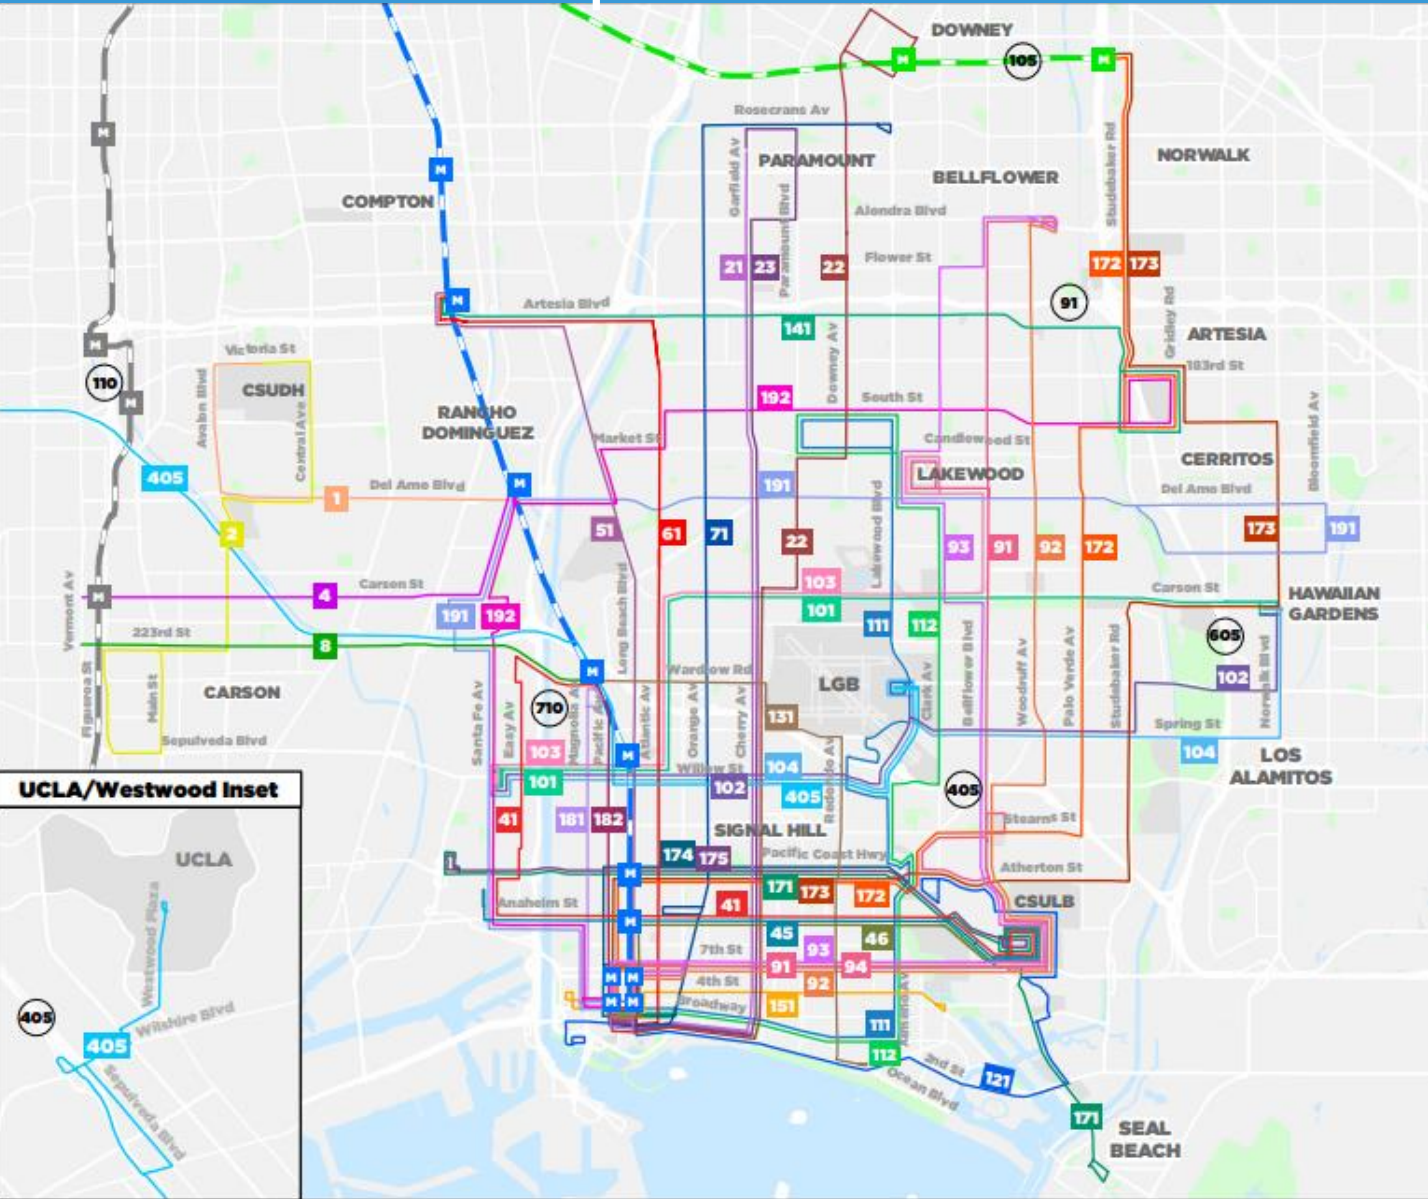 DOWNEY
M
105
M
Rosecrans Av
M
Garfield Av
PARAMOUNT
Studebaker Rd
NORWALK
M
BELLFLOWER
COMPTON
Paramount Blvd
Alondra Blvd
21
23
22
Flower St
172
173
M
Artesia Blvd
91
141
Gridley Rd
ARTESIA
M
Victoria St
Downey Av
183rd St
110
CSUDH
192
South St
M
Avalon Blvd
Central Ave
RANCHO
DOMINGUEZ
Market St
Candlewood St
Bloomfield Av
405
LAKEWOOD
CERRITOS
M
Del Amo Blvd
191
Del Amo Blvd
1
2
51
61
71
22
Lakewood Blvd
93
91
92
172
173
191
Carson St
103
Carson St
M
4
101
HAWAIIAN
GARDENS
Vermont Av
191
192
111
112
223rd St
8
Long Beach Blvd
605
Wardlow Rd
M
LGB
102
CARSON
Figueroa St
Main St
710
Santa Fe Av
Easy Av
Magnolia Av
Pacific Av
Atlantic Av
Orange Av
Cherry Av
131
Clark Av
Bellflower Blvd
Woodruff Av
Palo Verde Av
Studebaker Rd
Norwalk Blvd
Spring St
Sepulveda Blvd
103
M
104
104
LOS
ALAMITOS
Willow St
101
102
405
Redondo Av
405
UCLA/Westwood Inset
41
181
182
SIGNAL HILL
Stearns St
UCLA
174
175
Pacific Coast Hwy
Atherton St
M
171
173
172
Anaheim St
41
CSULB
M
45
46
Westwood Plaza
7th St
93
M
M
91
94
4th St
92
M
M
Broadway
151
Almond Av
405
Wilshire Blvd
111
405
112
2nd St
121
Ocean Blvd
Sepulveda Blvd
171
SEAL
BEACH